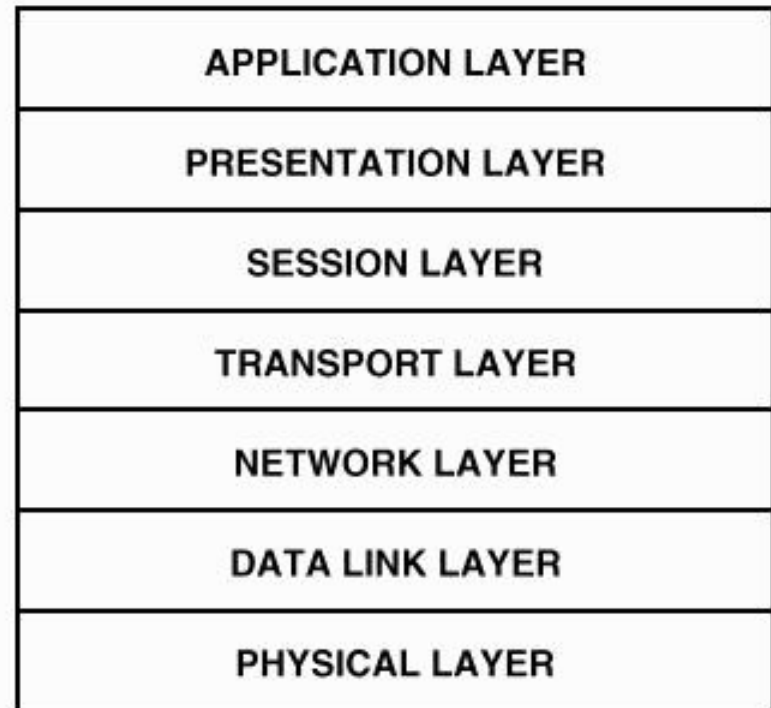 APPLICATION LAYER
PRESENTATION LAYER
SESSION LAYER
TRANSPORT LAYER
NETWORK LAYER
DATA LINK LAYER
PHYSICAL LAYER